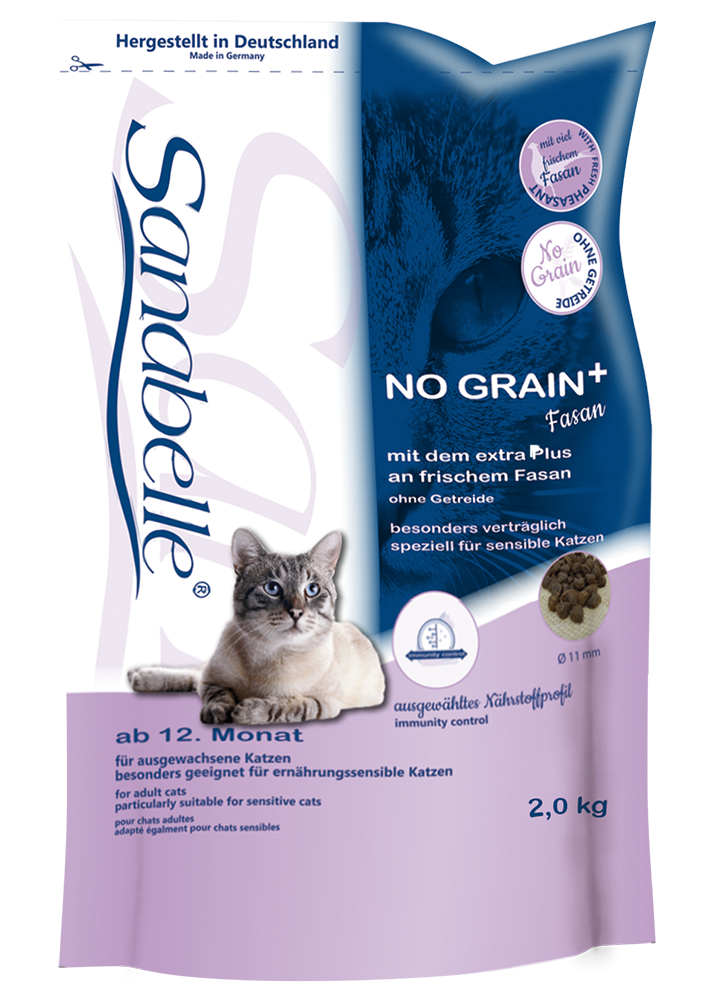 Hergestellt in Deutschland
Made in Germany
Sanabelle®
mit viel
frischem
Fasan
WITH FRESH PHEASANT
No
Grain
OHNE GETREIDE
NO GRAIN+
Fasan
mit dem extra Plus
an frischem Fasan
ohne Getreide
besonders verträglich
speziell für sensible Katzen
immunity control
Ø 11 mm
ausgewähltes Nährstoffprofil
immunity control
ab 12. Monat
für ausgewachsene Katzen
besonders geeignet für ernährungssensible Katzen
for adult cats
particularly suitable for sensitive cats
pour chats adultes
adapté égalment pour chats sensibles
2,0 kg